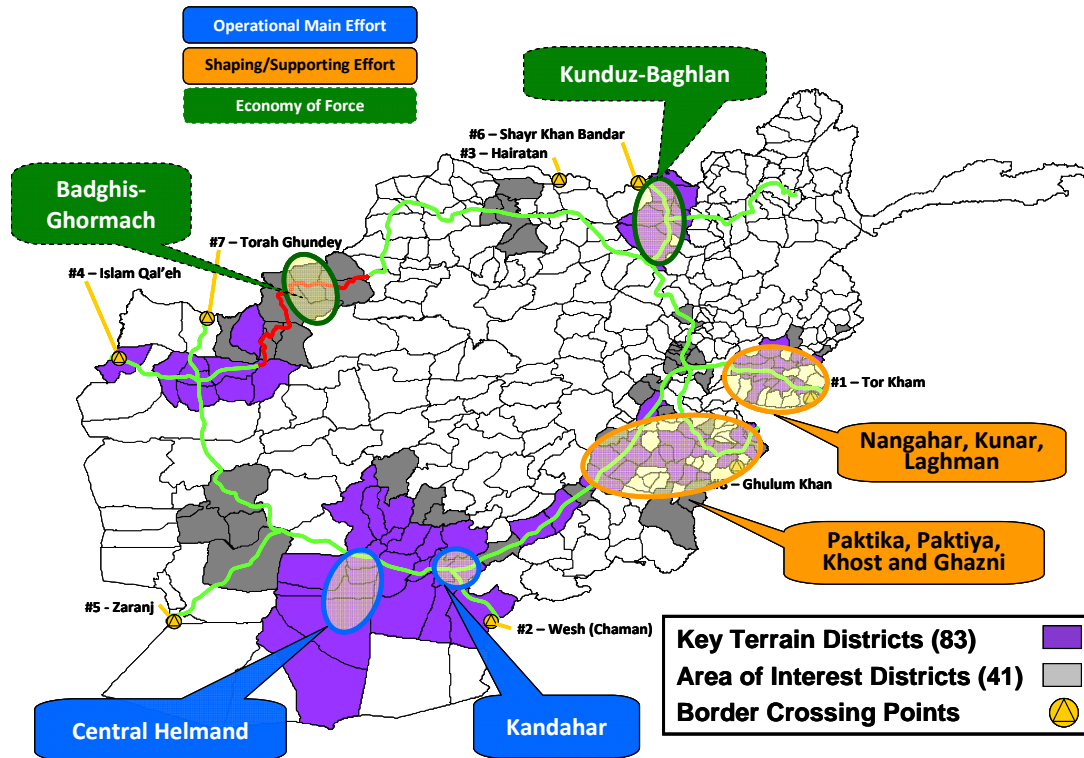 Operational Main Effort
Shaping/Supporting Effort
Economy of Force
Kunduz-Baghlan
#6 – Shayr Khan Bandar
#3 – Hairatan
Badghis-
Ghormach
#7 – Torah Ghundey
#4 – Islam Qal'eh
#1 – Tor Kham
Nangahar, Kunar,
Laghman
#8 – Ghulum Khan
Paktika, Paktiya,
Khost and Ghazni
#5 - Zaranj
#2 – Wesh (Chaman)
Central Helmand
Kandahar
Key Terrain Districts (83)
Area of Interest Districts (41)
Border Crossing Points